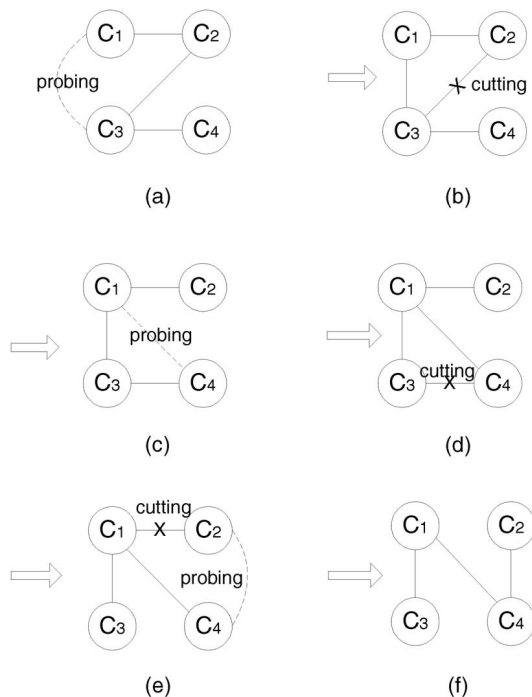 C1 C2
probing
C3 C4
(a)
C1 C2
cutting
C3 C4
(b)
C1 C2
probing
C3 C4
(c)
C1 C2
cutting
C3 C4
(d)
cutting
C1 C2
probing
C3 C4
(e)
C1 C2
C3 C4
(f)